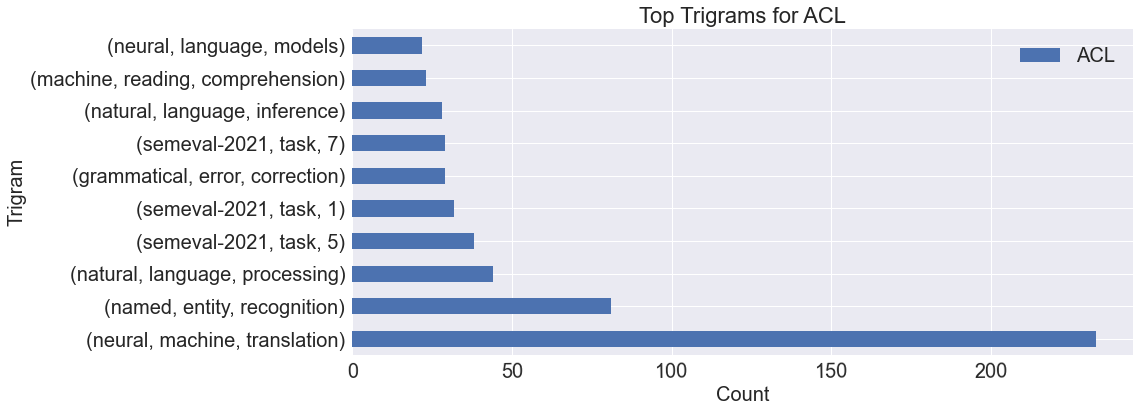 Top Trigrams for ACL
ACL
Trigram
(neural, language, models)
(machine, reading, comprehension)
(natural, language, inference)
(semeval-2021, task, 7)
(grammatical, error, correction)
(semeval-2021, task, 1)
(semeval-2021, task, 5)
(natural, language, processing)
(named, entity, recognition)
(neural, machine, translation)
0 50 100 150 200
Count